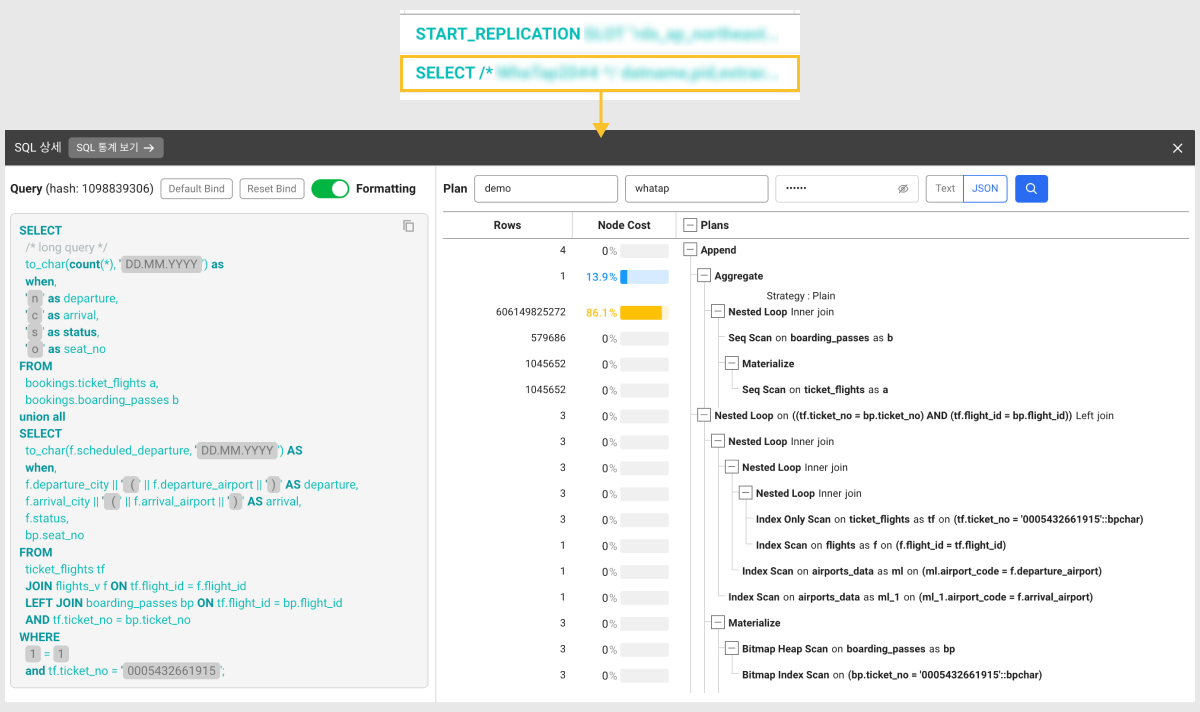 START_REPLICATION
SELECT /*
SQL 상세 SQL 통계 보기 →
Query (hash: 1098839306) Default Bind Reset Bind Formatting
SELECT
/* long query */
to_char(count(*), 'DD.MM.YYYY') as
when,
'n' as departure,
'c' as arrival,
's' as status,
'o' as seat_no
FROM
bookings.ticket_flights a,
bookings.boarding_passes b
union all
SELECT
to_char(f.scheduled_departure, 'DD.MM.YYYY') AS
when,
f.departure_city || '(' || f.departure_airport || ')' AS departure,
f.arrival_city || '(' || f.arrival_airport || ')' AS arrival,
f.status,
bp.seat_no
FROM
ticket_flights tf
JOIN flights_v f ON tf.flight_id = f.flight_id
LEFT JOIN boarding_passes bp ON tf.flight_id = bp.flight_id
AND tf.ticket_no = bp.ticket_no
WHERE
1 = 1
and tf.ticket_no = '0005432661915';
Plan demo whatap •••••• Text JSON
Rows Node Cost Plans
4 0% Append
1 13.9% Aggregate
Strategy : Plain
606149825272 86.1% Nested Loop Inner join
579686 0% Seq Scan on boarding_passes as b
1045652 0% Materialize
1045652 0% Seq Scan on ticket_flights as a
3 0% Nested Loop on ((tf.ticket_no = bp.ticket_no) AND (tf.flight_id = bp.flight_id)) Left join
3 0% Nested Loop Inner join
3 0% Nested Loop Inner join
3 0% Nested Loop Inner join
3 0% Index Only Scan on ticket_flights as tf on (tf.ticket_no = '0005432661915'::bpchar)
1 0% Index Scan on flights as f on (f.flight_id = tf.flight_id)
1 0% Index Scan on airports_data as ml on (ml.airport_code = f.departure_airport)
1 0% Index Scan on airports_data as ml_1 on (ml_1.airport_code = f.arrival_airport)
3 0% Materialize
3 0% Bitmap Heap Scan on boarding_passes as bp
3 0% Bitmap Index Scan on (bp.ticket_no = '0005432661915'::bpchar)